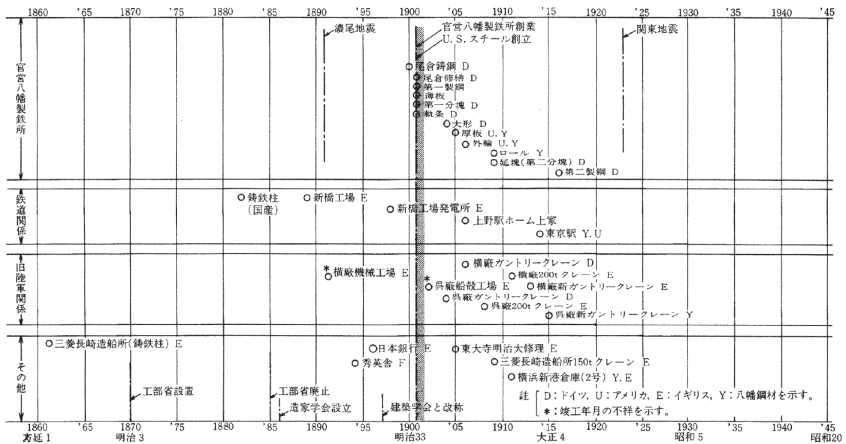 1860 '65 1870 '75 1880 '85 1890 '95 1900 '05 1910 '15 1920 '25 1930 '35 1940 '45
濃尾地震
官営八幡製鉄所創業
U.S.スチール創立
関東地震
官営八幡製鉄所
尾倉鋳鋼 D
尾倉修繕 D
第一製鋼
薄板
第一分塊 D
軌条 D
大形 D
厚板 U.Y
外輪 U.Y
ロール Y
延塊(第二分塊) D
第二製鋼 D
鉄道関係
鋳鉄柱
(国産)
新橋工場 E
新橋工場発電所 E
上野駅ホーム上家
東京駅 Y.U
旧陸軍関係
* 横廠機械工場 E
横廠ガントリークレーン D
横廠200tクレーン E
* 呉廠船殻工場 E
横廠新ガントリークレーン E
呉廠ガントリークレーン D
呉廠200tクレーン E
呉廠新ガントリークレーン Y
その他
三菱長崎造船所(鋳鉄柱) E
日本銀行 E
東大寺明治大修理 E
秀英舎 F
三菱長崎造船所150tクレーン E
横浜新港倉庫(2号) Y.E
工部省設置
工部省廃止
造家学会設立
建築学会と改称
註 D:ドイツ, U:アメリカ, E:イギリス, Y:八幡鋼材を示す。
*:竣工年月の不祥を示す。
1860 '65 1870 '75 1880 '85 1890 '95 1900 '05 1910 '15 1920 '25 1930 '35 1940 '45
万延1 明治3 明治33 大正4 昭和5 昭和20